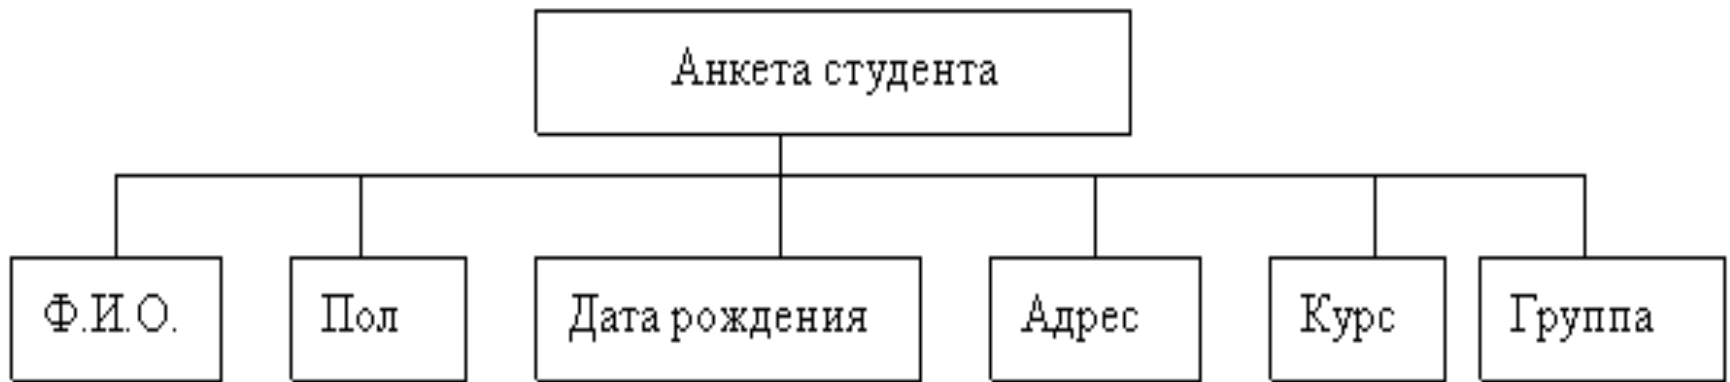 Анкета студента
Ф.И.О.
Пол
Дата рождения
Адрес
Курс
Группа